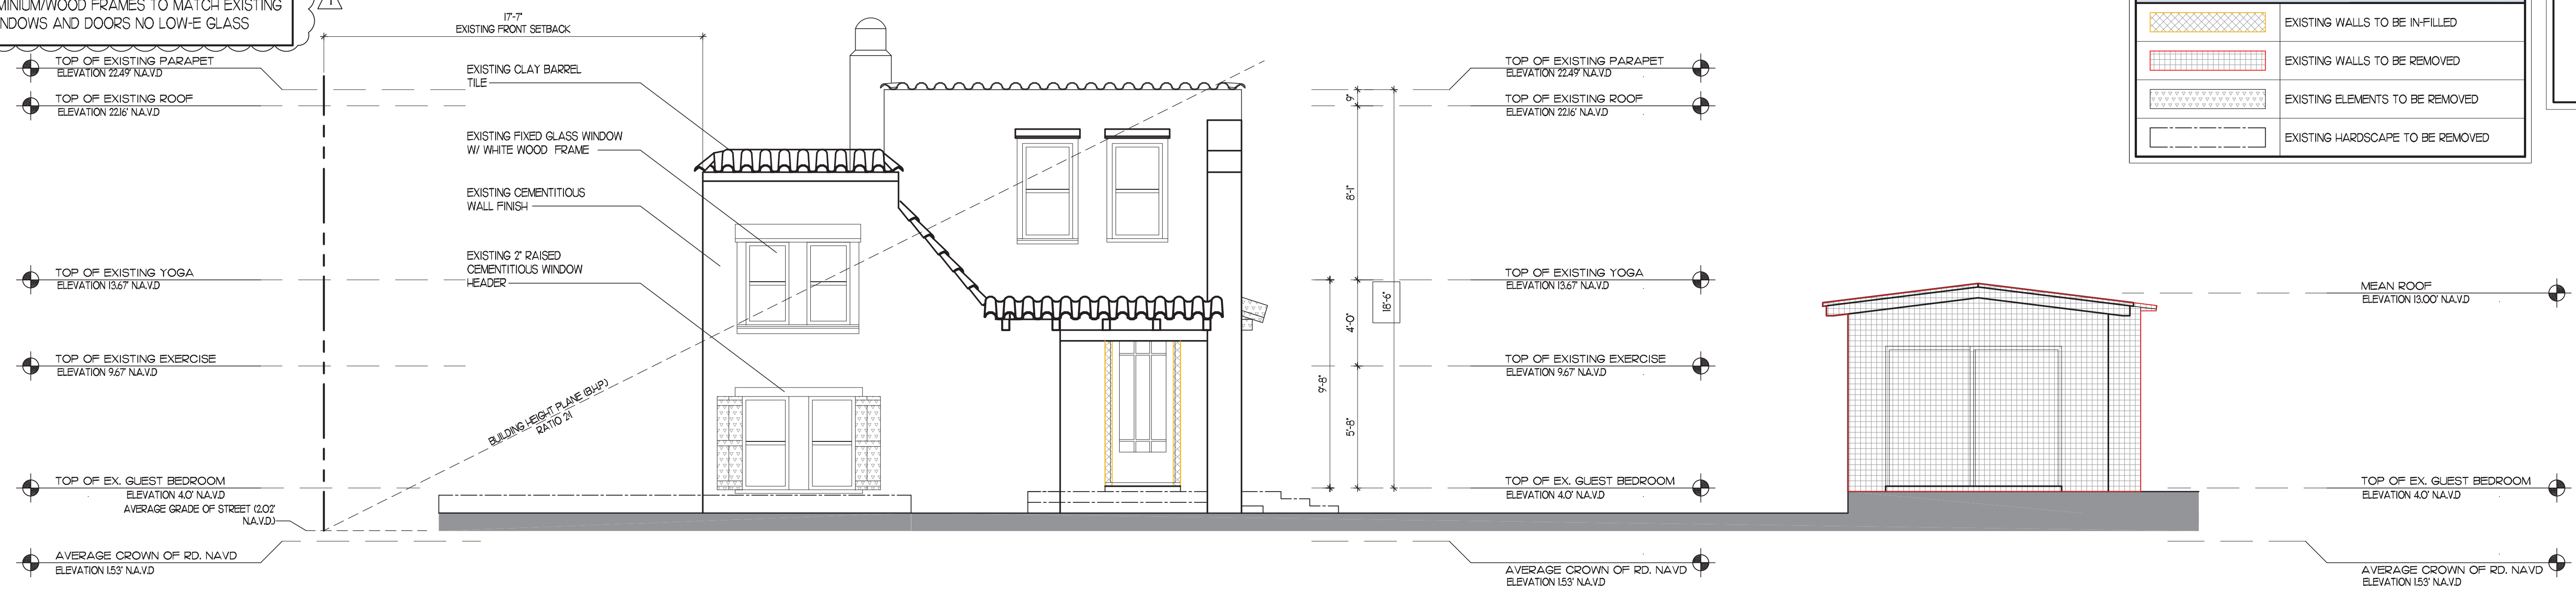 MINIUM/WOOD FRAMES TO MATCH EXISTING
NDOWS AND DOORS NO LOW-E GLASS
1
17'-7"
EXISTING FRONT SETBACK
TOP OF EXISTING PARAPET
ELEVATION 22.49' N.A.V.D
TOP OF EXISTING ROOF
ELEVATION 22.16' N.A.V.D
TOP OF EXISTING YOGA
ELEVATION 13.67' N.A.V.D
TOP OF EXISTING EXERCISE
ELEVATION 9.67' N.A.V.D
TOP OF EX. GUEST BEDROOM
ELEVATION 4.0' N.A.V.D
AVERAGE GRADE OF STREET (2.02'
N.A.V.D.)
AVERAGE CROWN OF RD. NAVD
ELEVATION 1.53' N.A.V.D
EXISTING CLAY BARREL
TILE
EXISTING FIXED GLASS WINDOW
W/ WHITE WOOD FRAME
EXISTING CEMENTITIOUS
WALL FINISH
EXISTING 2" RAISED
CEMENTITIOUS WINDOW
HEADER
BUILDING HEIGHT PLANE (B.H.P)
RATIO 2:1
9"
8'-1"
4'-0"
5'-8"
9'-8"
18'-6"
TOP OF EXISTING PARAPET
ELEVATION 22.49' N.A.V.D
TOP OF EXISTING ROOF
ELEVATION 22.16' N.A.V.D
TOP OF EXISTING YOGA
ELEVATION 13.67' N.A.V.D
TOP OF EXISTING EXERCISE
ELEVATION 9.67' N.A.V.D
TOP OF EX. GUEST BEDROOM
ELEVATION 4.0' N.A.V.D
AVERAGE CROWN OF RD. NAVD
ELEVATION 1.53' N.A.V.D
EXISTING WALLS TO BE IN-FILLED
EXISTING WALLS TO BE REMOVED
EXISTING ELEMENTS TO BE REMOVED
EXISTING HARDSCAPE TO BE REMOVED
MEAN ROOF
ELEVATION 13.00' N.A.V.D
TOP OF EX. GUEST BEDROOM
ELEVATION 4.0' N.A.V.D
AVERAGE CROWN OF RD. NAVD
ELEVATION 1.53' N.A.V.D